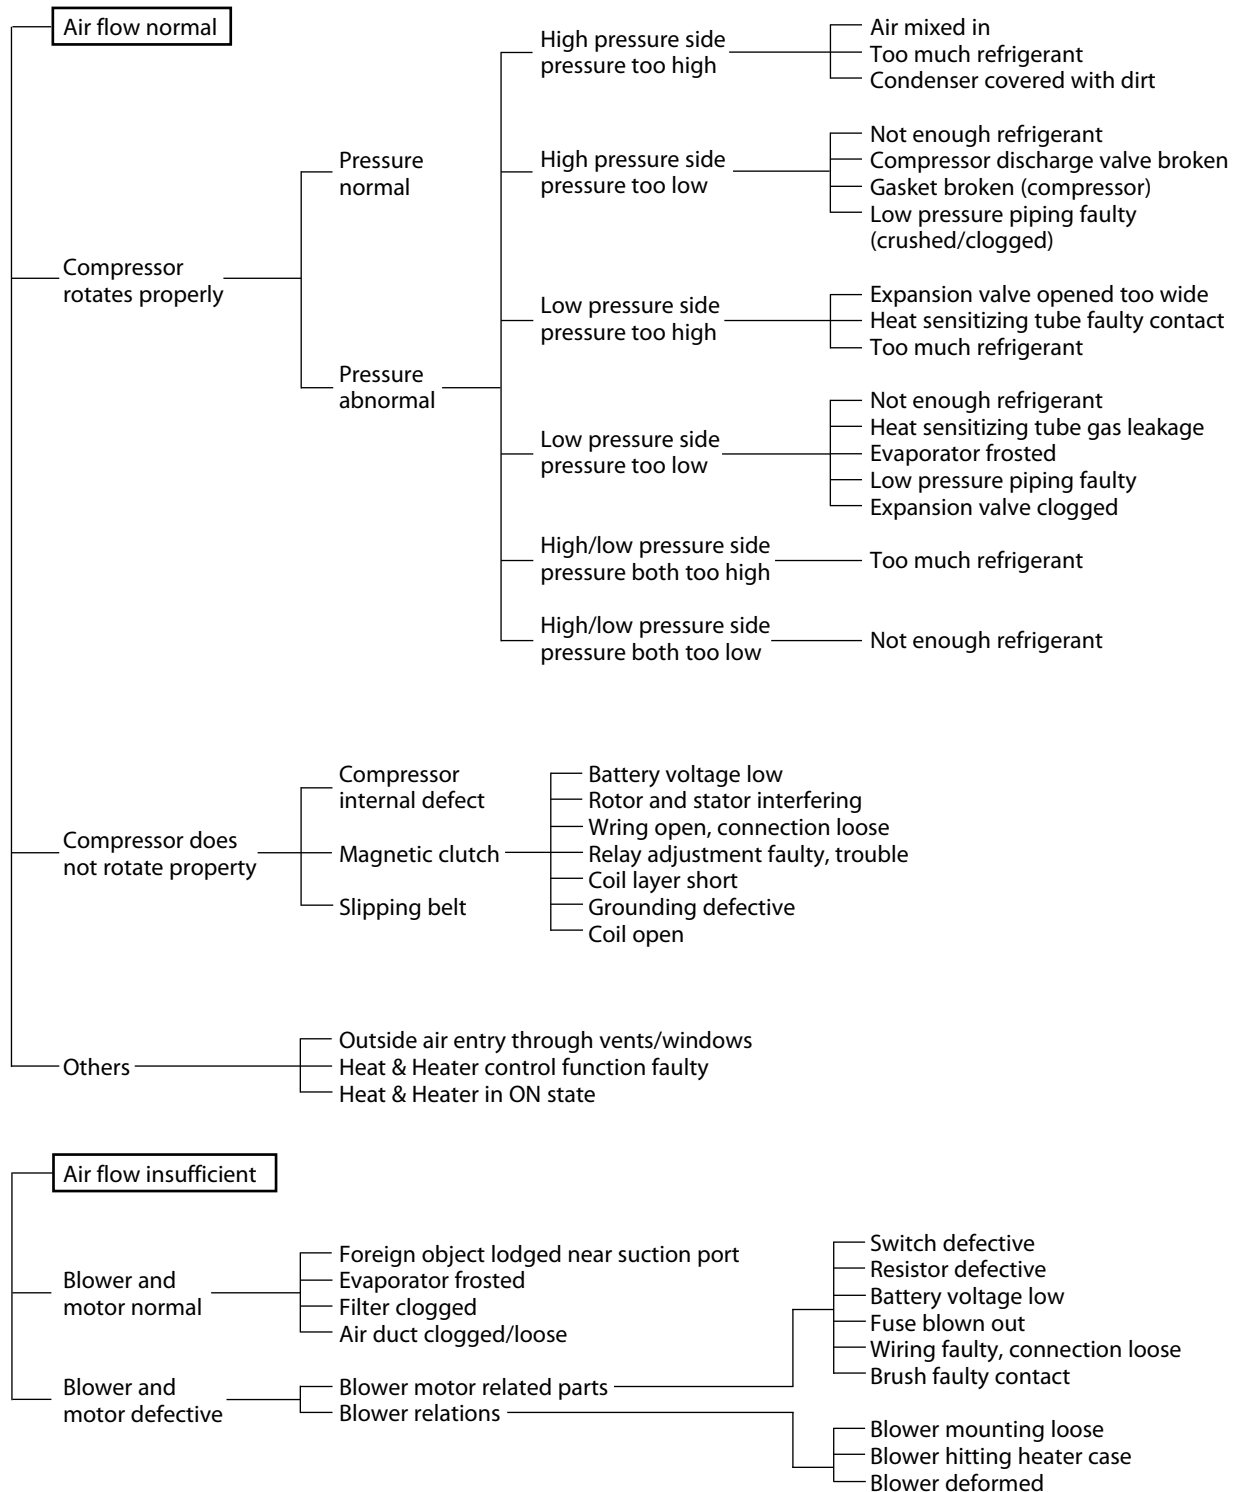 Air flow normal
High pressure side
pressure too high
Air mixed in
Too much refrigerant
Condenser covered with dirt
Pressure
normal
High pressure side
pressure too low
Not enough refrigerant
Compressor discharge valve broken
Gasket broken (compressor)
Low pressure piping faulty
(crushed/clogged)
Compressor
rotates properly
Low pressure side
pressure too high
Expansion valve opened too wide
Heat sensitizing tube faulty contact
Too much refrigerant
Pressure
abnormal
Low pressure side
pressure too low
Not enough refrigerant
Heat sensitizing tube gas leakage
Evaporator frosted
Low pressure piping faulty
Expansion valve clogged
High/low pressure side
pressure both too high
Too much refrigerant
High/low pressure side
pressure both too low
Not enough refrigerant
Compressor does
not rotate property
Compressor
internal defect
Magnetic clutch
Slipping belt
Battery voltage low
Rotor and stator interfering
Wring open, connection loose
Relay adjustment faulty, trouble
Coil layer short
Grounding defective
Coil open
Others
Outside air entry through vents/windows
Heat & Heater control function faulty
Heat & Heater in ON state
Air flow insufficient
Blower and
motor normal
Foreign object lodged near suction port
Evaporator frosted
Filter clogged
Air duct clogged/loose
Blower and
motor defective
Blower motor related parts
Blower relations
Switch defective
Resistor defective
Battery voltage low
Fuse blown out
Wiring faulty, connection loose
Brush faulty contact
Blower mounting loose
Blower hitting heater case
Blower deformed